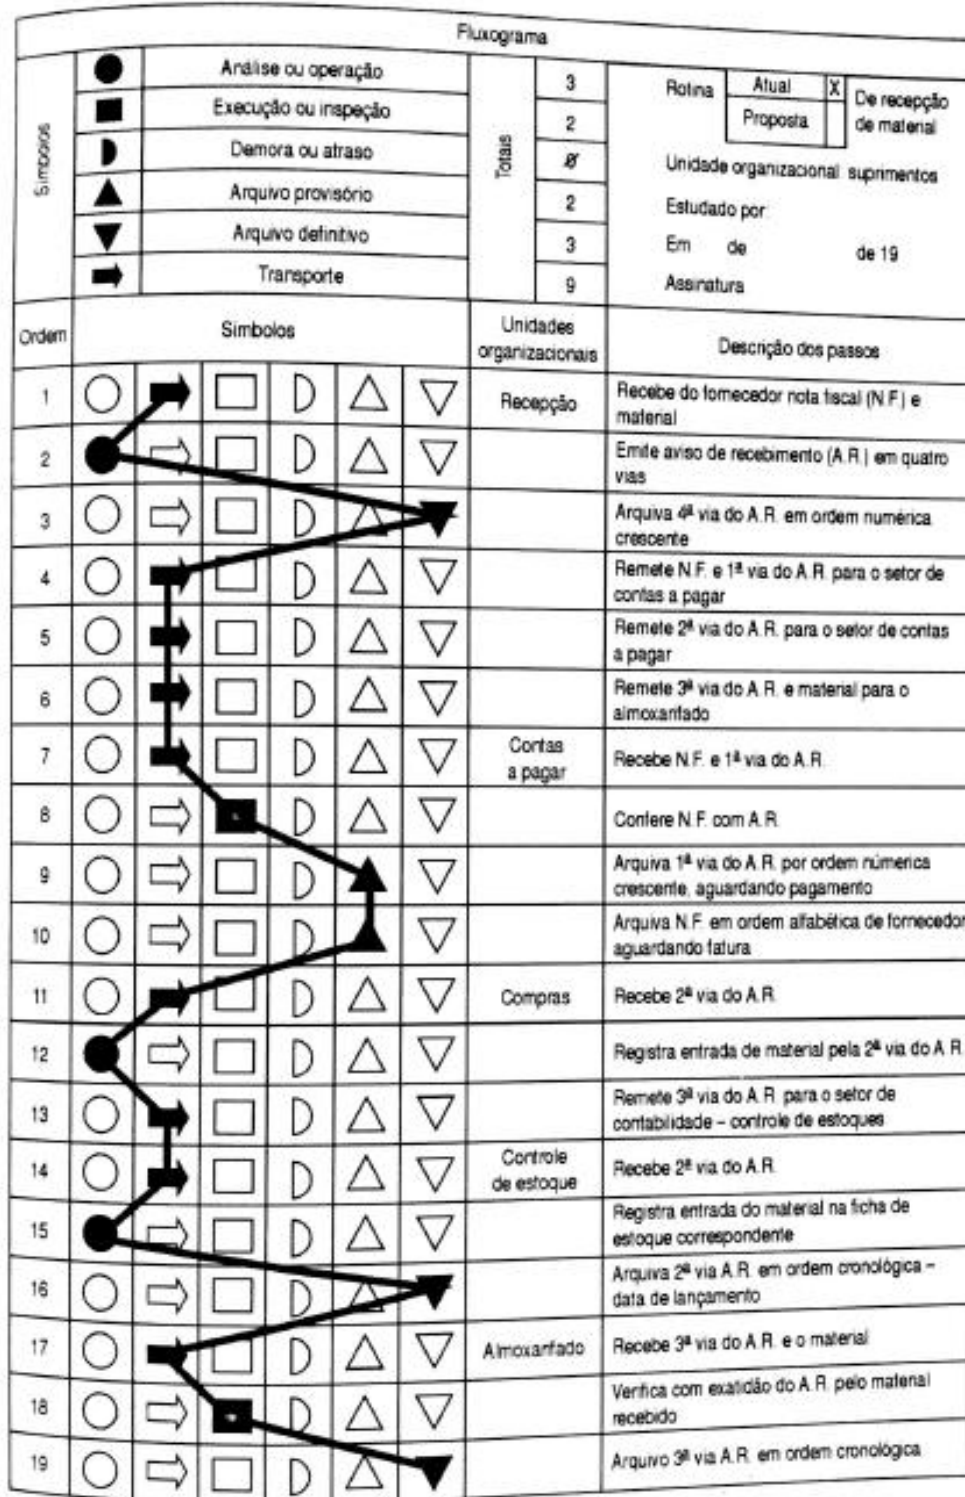 Fluxograma
Símbolos
Análise ou operação
Execução ou inspeção
Demora ou atraso
Arquivo provisório
Arquivo definitivo
Transporte
Totais
3
2
0
2
3
9
Rotina
Atual X
Proposta
De recepção
de material
Unidade organizacional suprimentos
Estudado por
Em de de 19
Assinatura
Ordem
Símbolos
Unidades
organizacionais
Descrição dos passos
1
Recepção
Recebe do fornecedor nota fiscal (N.F.) e
material
2
Emite aviso de recebimento (A.R.) em quatro
vias
3
Arquiva 4ª via do A.R. em ordem numérica
crescente
4
Remete N.F. e 1ª via do A.R. para o setor de
contas a pagar
5
Remete 2ª via do A.R. para o setor de contas
a pagar
6
Remete 3ª via do A.R. e material para o
almoxarifado
7
Contas
a pagar
Recebe N.F. e 1ª via do A.R.
8
Confere N.F. com A.R.
9
Arquiva 1ª via do A.R. por ordem númerica
crescente, aguardando pagamento
10
Arquiva N.F. em ordem alfabética de fornecedor
aguardando fatura
11
Compras
Recebe 2ª via do A.R.
12
Registra entrada de material pela 2ª via do A.R.
13
Remete 3ª via do A.R. para o setor de
contabilidade – controle de estoques
14
Controle
de estoque
Recebe 2ª via do A.R.
15
Registra entrada do material na ficha de
estoque correspondente
16
Arquiva 2ª via A.R. em ordem cronológica –
data de lançamento
17
Almoxarifado
Recebe 3ª via do A.R. e o material
18
Verifica com exatidão do A.R. pelo material
recebido
19
Arquivo 3ª via A.R. em ordem cronológica